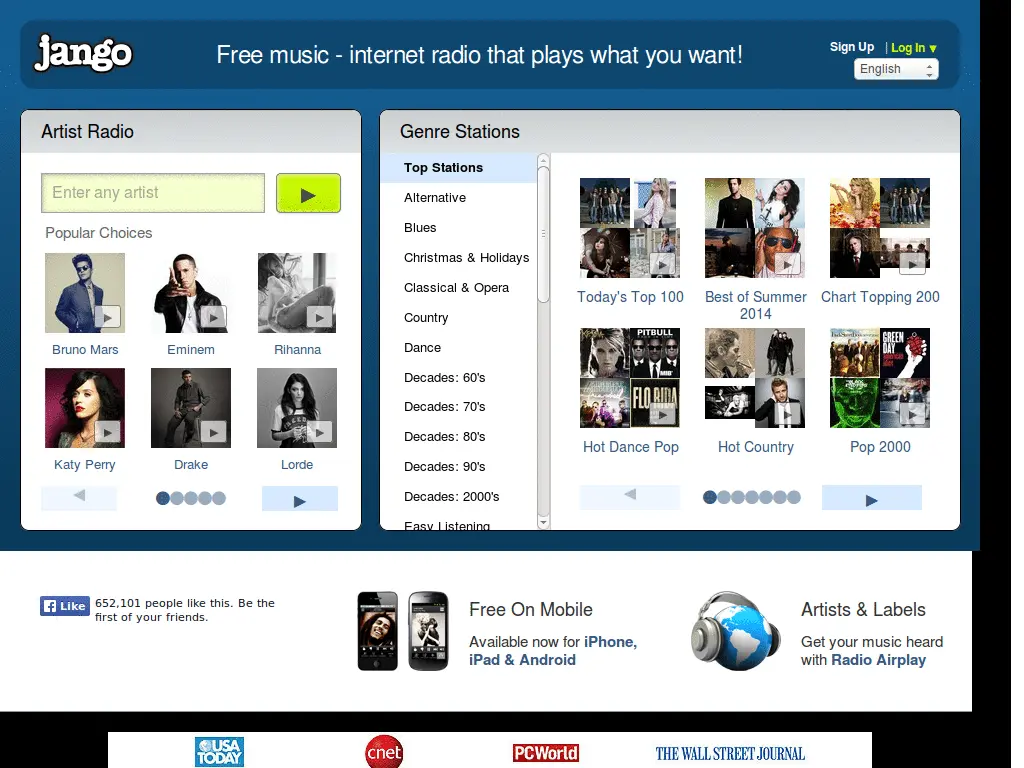 jango
Free music - internet radio that plays what you want!
Sign Up | Log In ▼
English
Artist Radio
Enter any artist
Popular Choices
Bruno Mars
Eminem
Rihanna
Katy Perry
Drake
Lorde
Genre Stations
Top Stations
Alternative
Blues
Christmas & Holidays
Classical & Opera
Country
Dance
Decades: 60's
Decades: 70's
Decades: 80's
Decades: 90's
Decades: 2000's
Easy Listening
Today's Top 100
Best of Summer
2014
Chart Topping 200
PITBULL
FLO RIDA
GREEN
DAY
Hot Dance Pop
Hot Country
Pop 2000
Like
652,101 people like this. Be the
first of your friends.
Free On Mobile
Available now for iPhone,
iPad & Android
Artists & Labels
Get your music heard
with Radio Airplay
USA
TODAY
cnet
PCWorld
THE WALL STREET JOURNAL